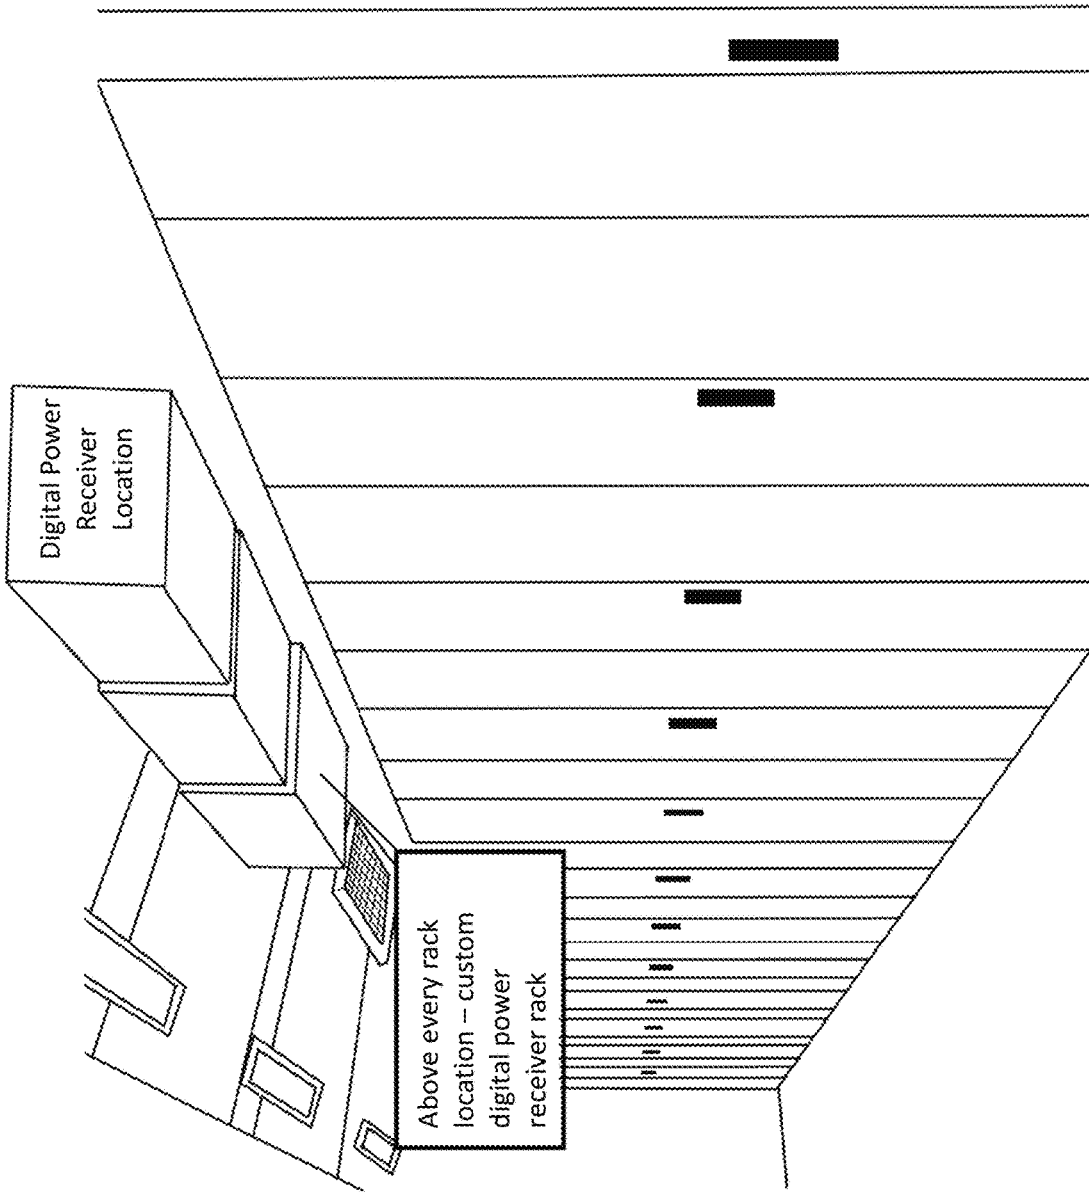 Digital Power
Receiver
Location
Above every rack
location – custom
digital power
receiver rack